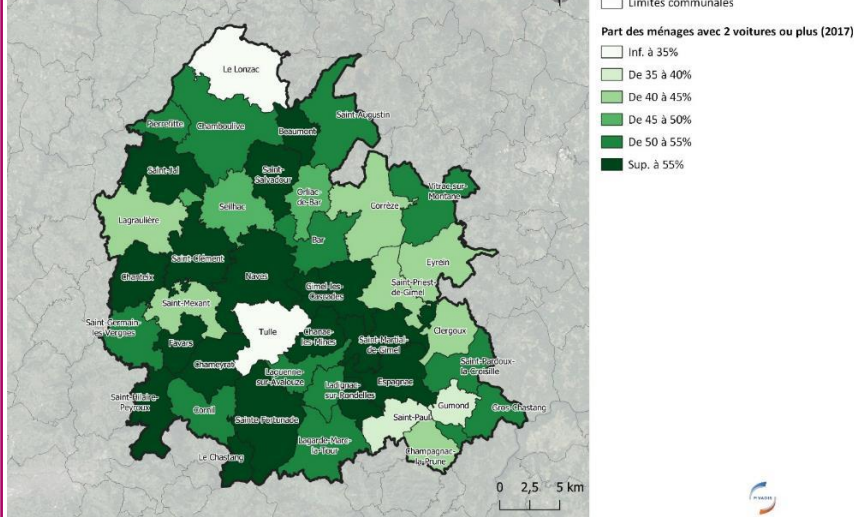 Limites communales
Part des ménages avec 2 voitures ou plus (2017)
Inf. à 35%
De 35 à 40%
De 40 à 45%
De 45 à 50%
De 50 à 55%
Sup. à 55%
Le Lonzac
Pierrefitte
Chamboulive
Beaumont
Saint-Augustin
Saint-Jal
Saint-
Salvadour
Orliac-
de-Bar
Corrèze
Vitrac-sur-
Montane
Lagraulière
Seilhac
Bar
Eyrein
Saint-Clément
Chanteix
Naves
Gimel-les-
Cascades
Saint-Priest-
de-Gimel
Saint-Mexant
Saint-Germain-
les-Vergnes
Tulle
Chanac-
les-Mines
Saint-Martial-
de-Gimel
Clergoux
Favars
Chameyrat
Laguenne-
sur-Avalouze
Ladignac-
sur-Rondelles
Espagnac
Saint-Pardoux-
la-Croisille
Saint-Hilaire-
Peyroux
Cornil
Sainte-Fortunade
Saint-Paul
Gumond
Gros-Chastang
Lagarde-Marc-
la-Tour
Champagnac-
la-Prune
Le Chastang
0 2,5 5 km